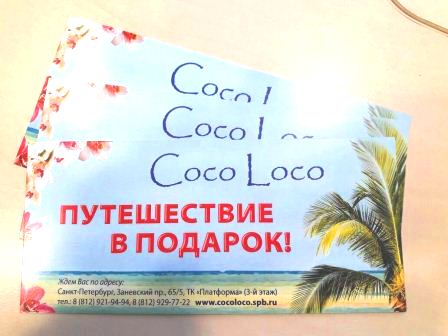 Coco L
Coco Loco
Coco Loco
ПУТЕШЕСТВИЕ
В ПОДАРОК!
Ждем Вас по адресу:
Санкт-Петербург, Заневский пр., 65/5, ТК «Платформа» (3-й этаж)
тел.: 8 (812) 921-94-94, 8 (812) 929-77-22 www.cocoloco.spb.ru